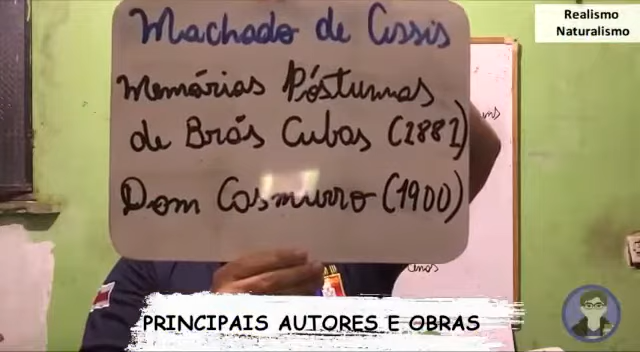 Realismo
Naturalismo
Machado de Assis
Memórias Póstumas
de Brás Cubas (1881)
Dom Casmurro (1900)
PRINCIPAIS AUTORES E OBRAS